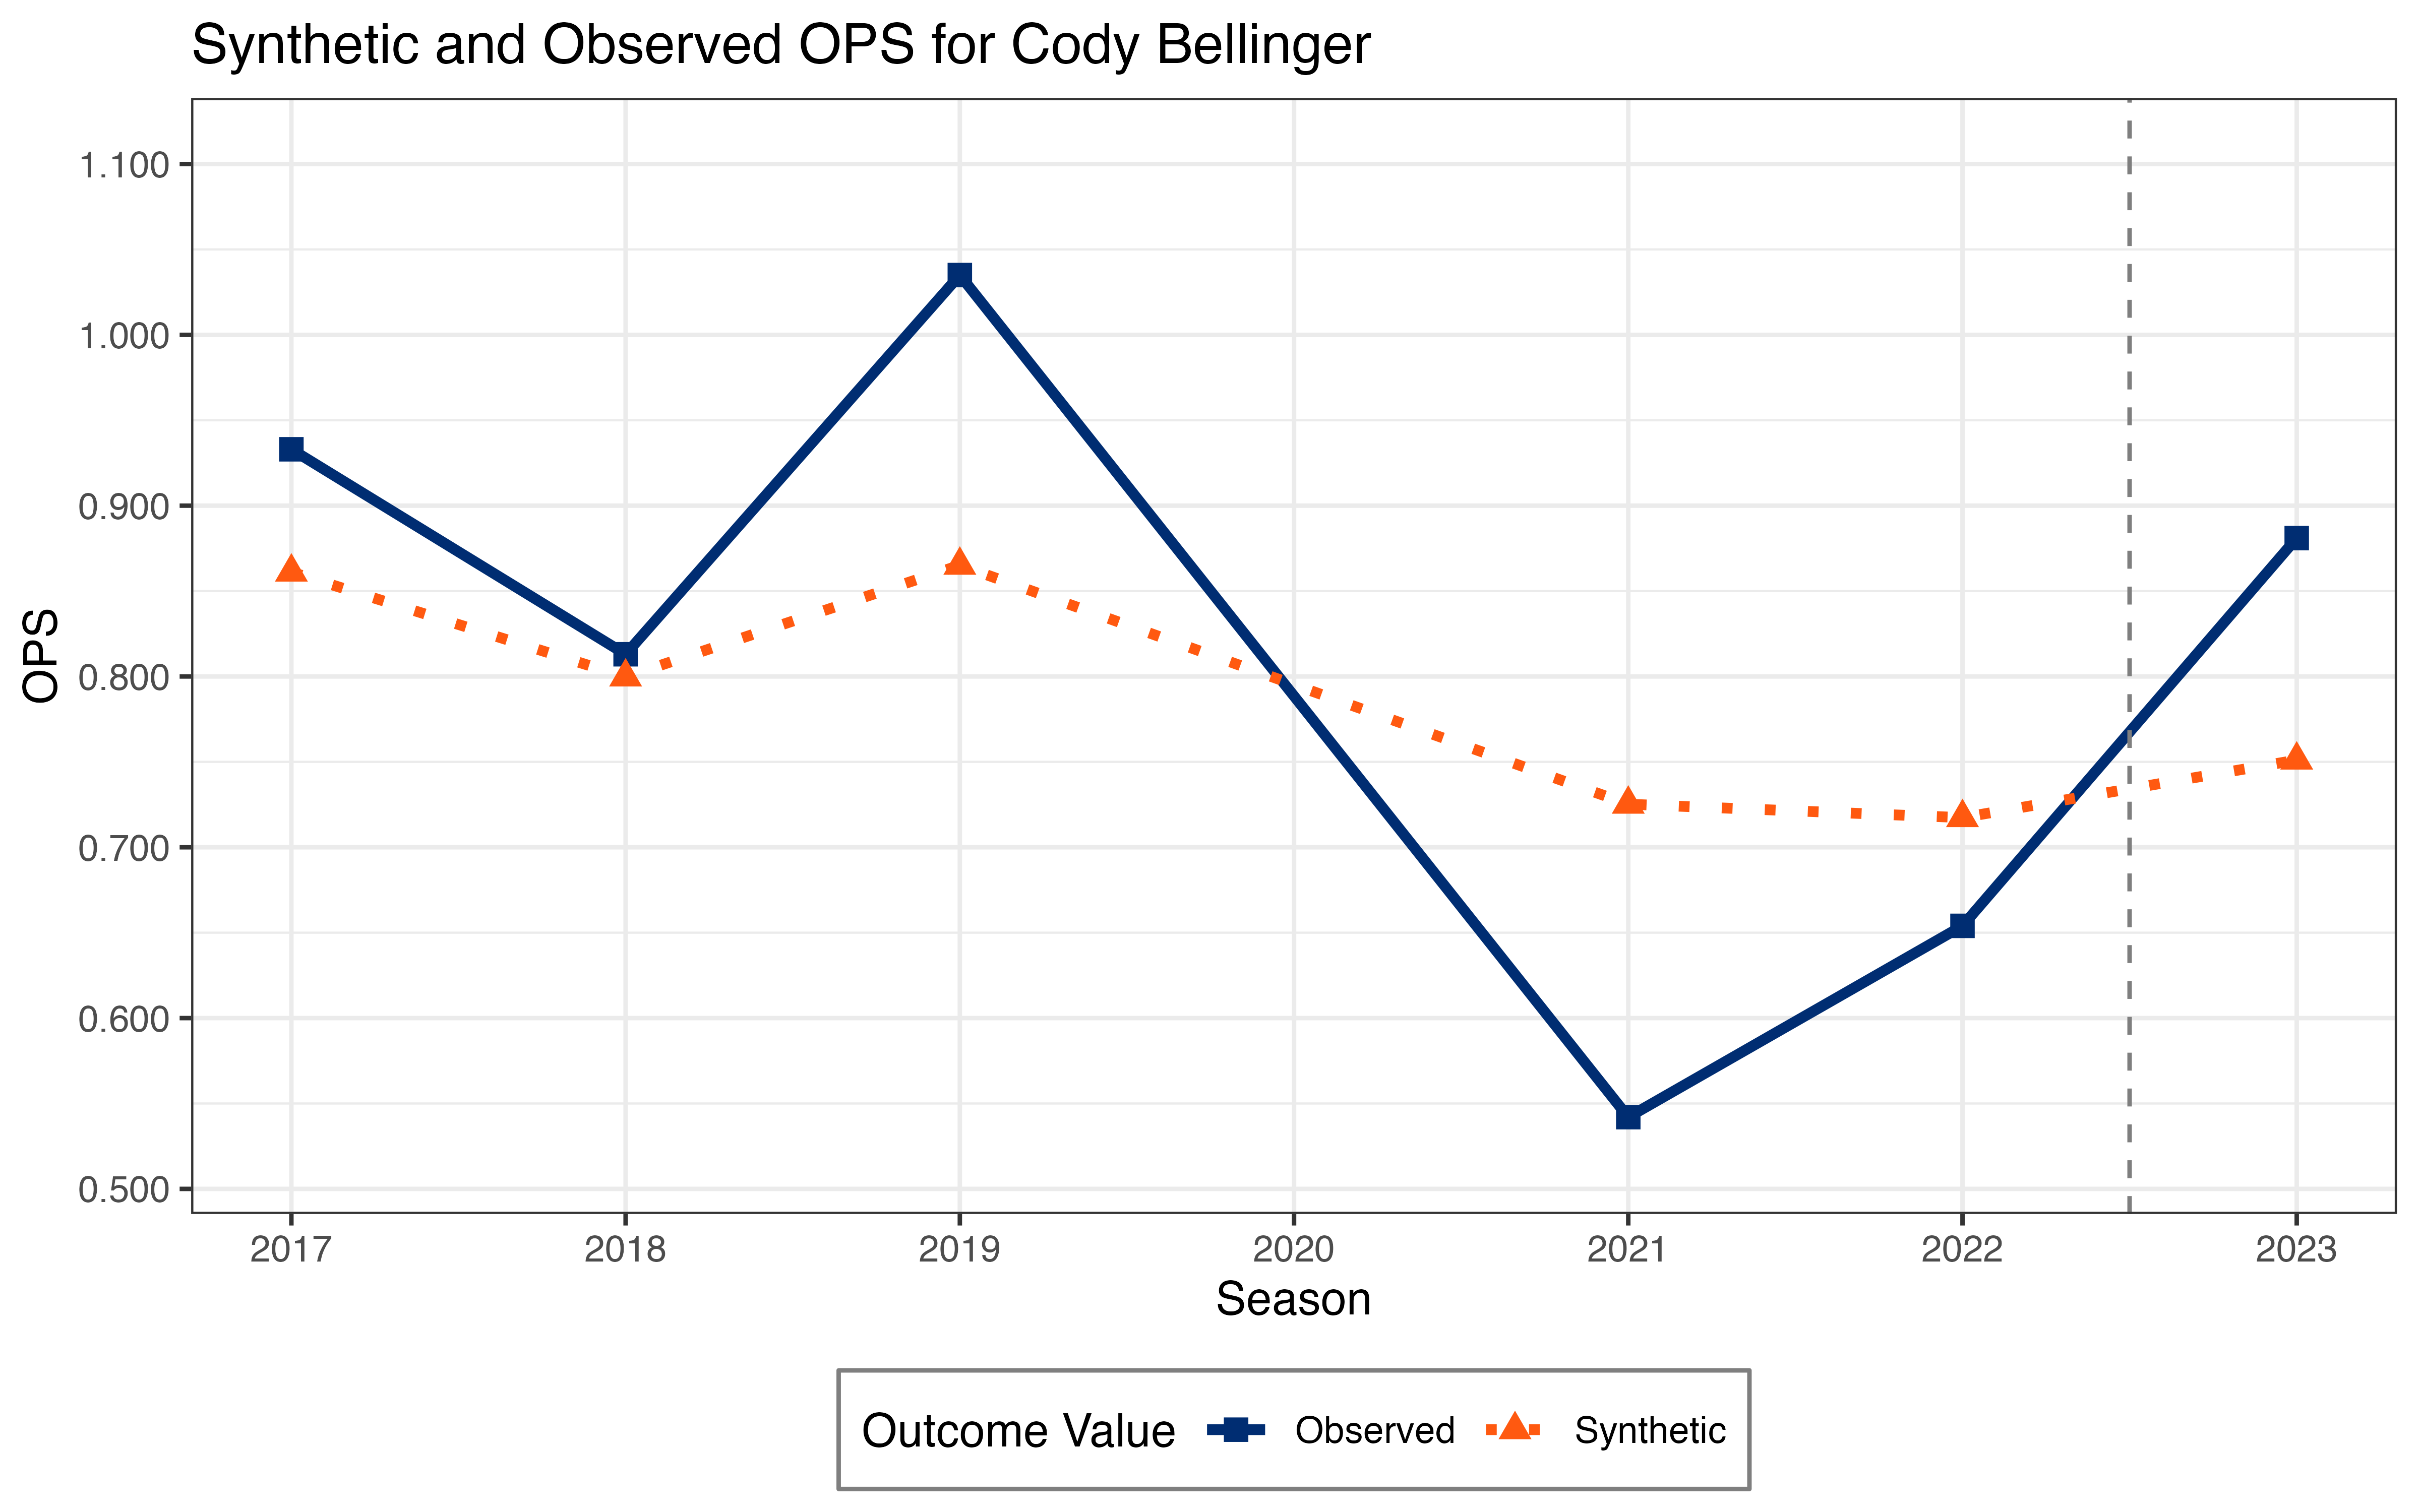 Synthetic and Observed OPS for Cody Bellinger
1.100
1.000
0.900
0.800
0.700
0.600
0.500
OPS
2017 2018 2019 2020 2021 2022 2023
Season
Outcome Value Observed Synthetic